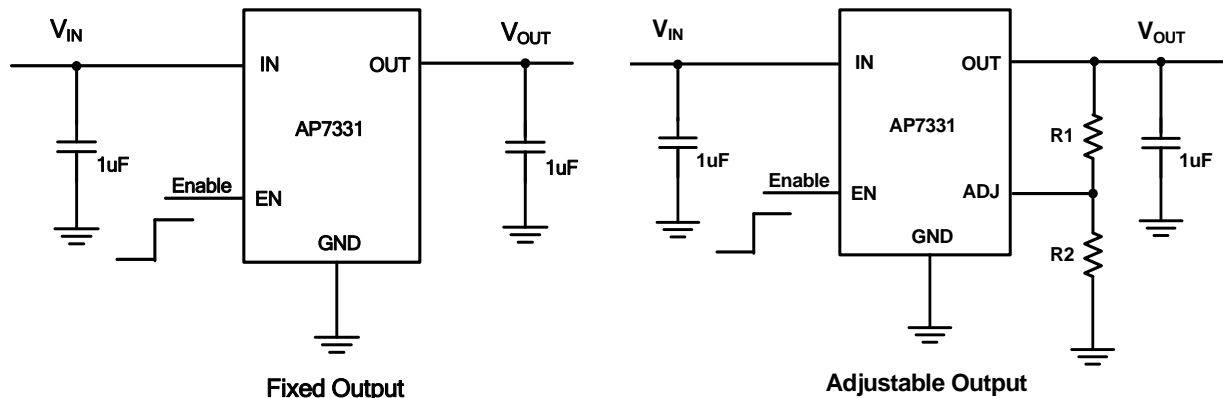 VIN
VOUT
IN
OUT
AP7331
1uF
1uF
Enable
EN
GND
Fixed Output
VIN
VOUT
IN
OUT
AP7331
R1
1uF
1uF
Enable
EN
ADJ
GND
R2
Adjustable Output